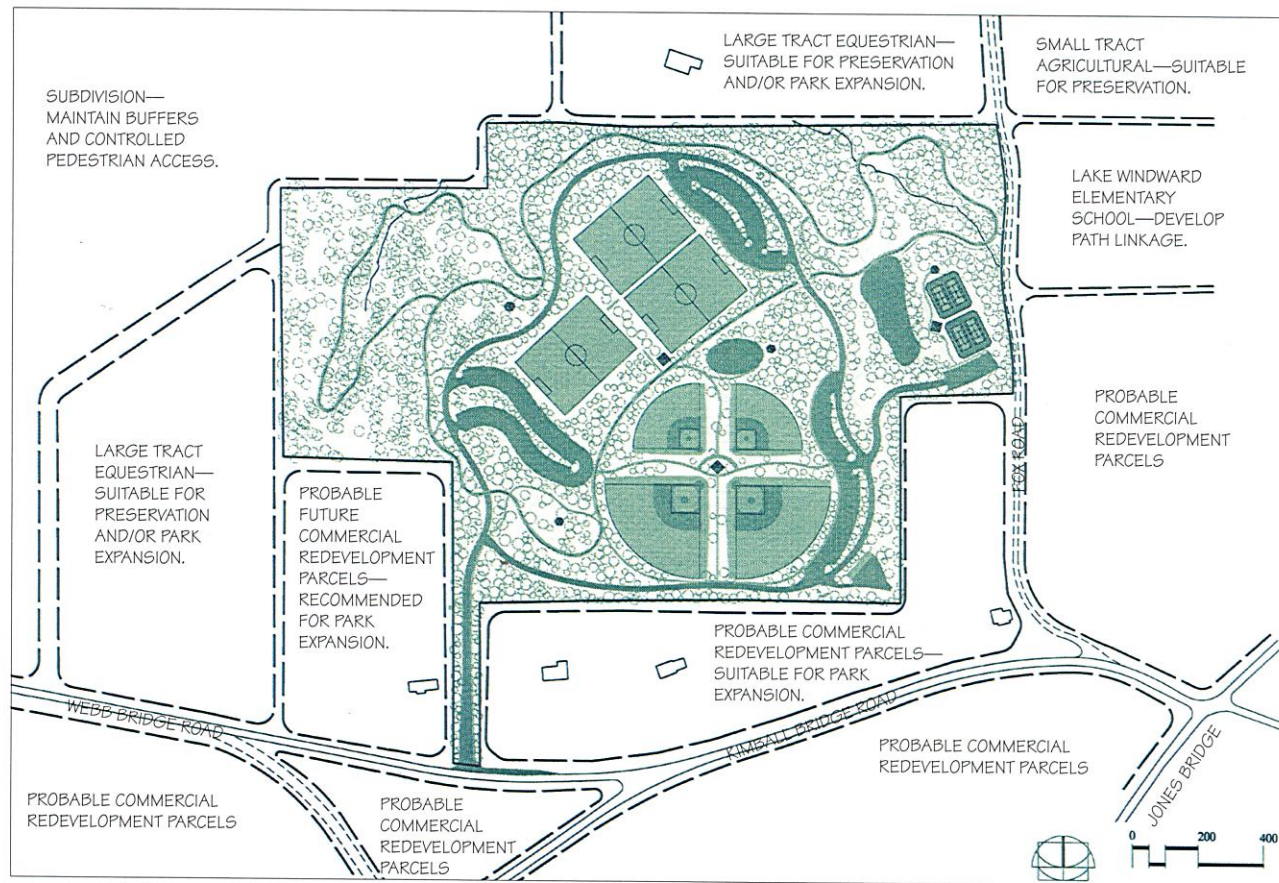 LARGE TRACT EQUESTRIAN—
SUITABLE FOR PRESERVATION
AND/OR PARK EXPANSION.
SMALL TRACT
AGRICULTURAL—SUITABLE
FOR PRESERVATION.
SUBDIVISION—
MAINTAIN BUFFERS
AND CONTROLLED
PEDESTRIAN ACCESS.
LAKE WINDWARD
ELEMENTARY
SCHOOL—DEVELOP
PATH LINKAGE.
PROBABLE
COMMERCIAL
REDEVELOPMENT
PARCELS
FOX ROAD
LARGE TRACT
EQUESTRIAN—
SUITABLE FOR
PRESERVATION
AND/OR PARK
EXPANSION.
PROBABLE
FUTURE
COMMERCIAL
REDEVELOPMENT
PARCELS—
RECOMMENDED
FOR PARK
EXPANSION.
PROBABLE COMMERCIAL
REDEVELOPMENT PARCELS—
SUITABLE FOR PARK
EXPANSION.
WEBB BRIDGE ROAD
KIMBALL BRIDGE ROAD
PROBABLE COMMERCIAL
REDEVELOPMENT PARCELS
JONES BRIDGE
PROBABLE COMMERCIAL
REDEVELOPMENT PARCELS
PROBABLE
COMMERCIAL
REDEVELOPMENT
PARCELS
0 200 400